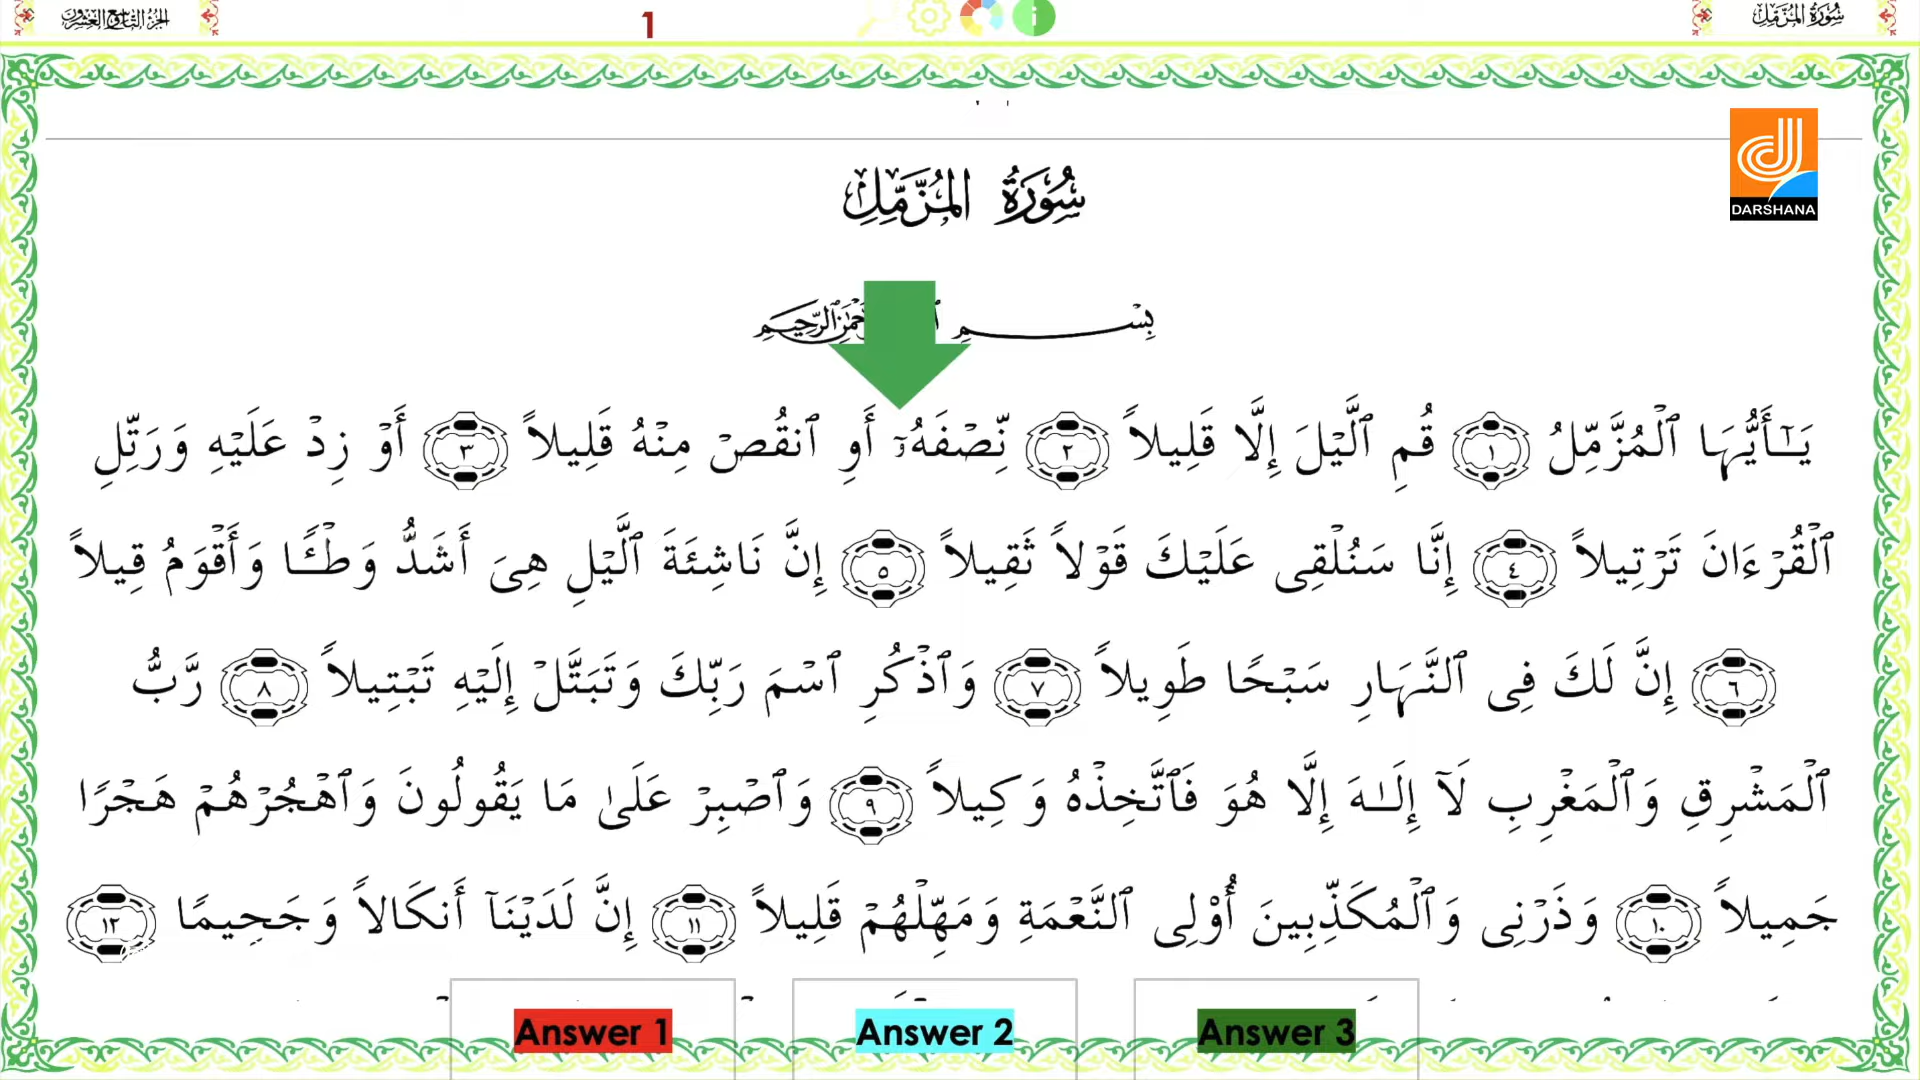 الجزء التاسع والعشرون
1
سُورَةُ المُزَّمِّل
DARSHANA
سُورَةُ المُزَّمِّلِ
بِسْمِ ٱلرَّحْمَٰنِ ٱلرَّحِيمِ
يَـٰٓأَيُّهَا ٱلْمُزَّمِّلُ ١ قُمِ ٱلَّيْلَ إِلَّا قَلِيلاً ٢ نِّصْفَهُۥٓ أَوِ ٱنقُصْ مِنْهُ قَلِيلاً ٣ أَوْ زِدْ عَلَيْهِ وَرَتِّلِ
ٱلْقُرْءَانَ تَرْتِيلاً ٤ إِنَّا سَنُلْقِى عَلَيْكَ قَوْلاً ثَقِيلاً ٥ إِنَّ نَاشِئَةَ ٱلَّيْلِ هِىَ أَشَدُّ وَطْـًٔا وَأَقْوَمُ قِيلاً
٦ إِنَّ لَكَ فِى ٱلنَّهَارِ سَبْحًا طَوِيلاً ٧ وَٱذْكُرِ ٱسْمَ رَبِّكَ وَتَبَتَّلْ إِلَيْهِ تَبْتِيلاً ٨ رَّبُّ
ٱلْمَشْرِقِ وَٱلْمَغْرِبِ لَآ إِلَـٰهَ إِلَّا هُوَ فَٱتَّخِذْهُ وَكِيلاً ٩ وَٱصْبِرْ عَلَىٰ مَا يَقُولُونَ وَٱهْجُرْهُمْ هَجْرًا
جَمِيلاً ١٠ وَذَرْنِى وَٱلْمُكَذِّبِينَ أُوْلِى ٱلنَّعْمَةِ وَمَهِّلْهُمْ قَلِيلاً ١١ إِنَّ لَدَيْنَآ أَنكَالاً وَجَحِيمًا ١٢
Answer 1
Answer 2
Answer 3